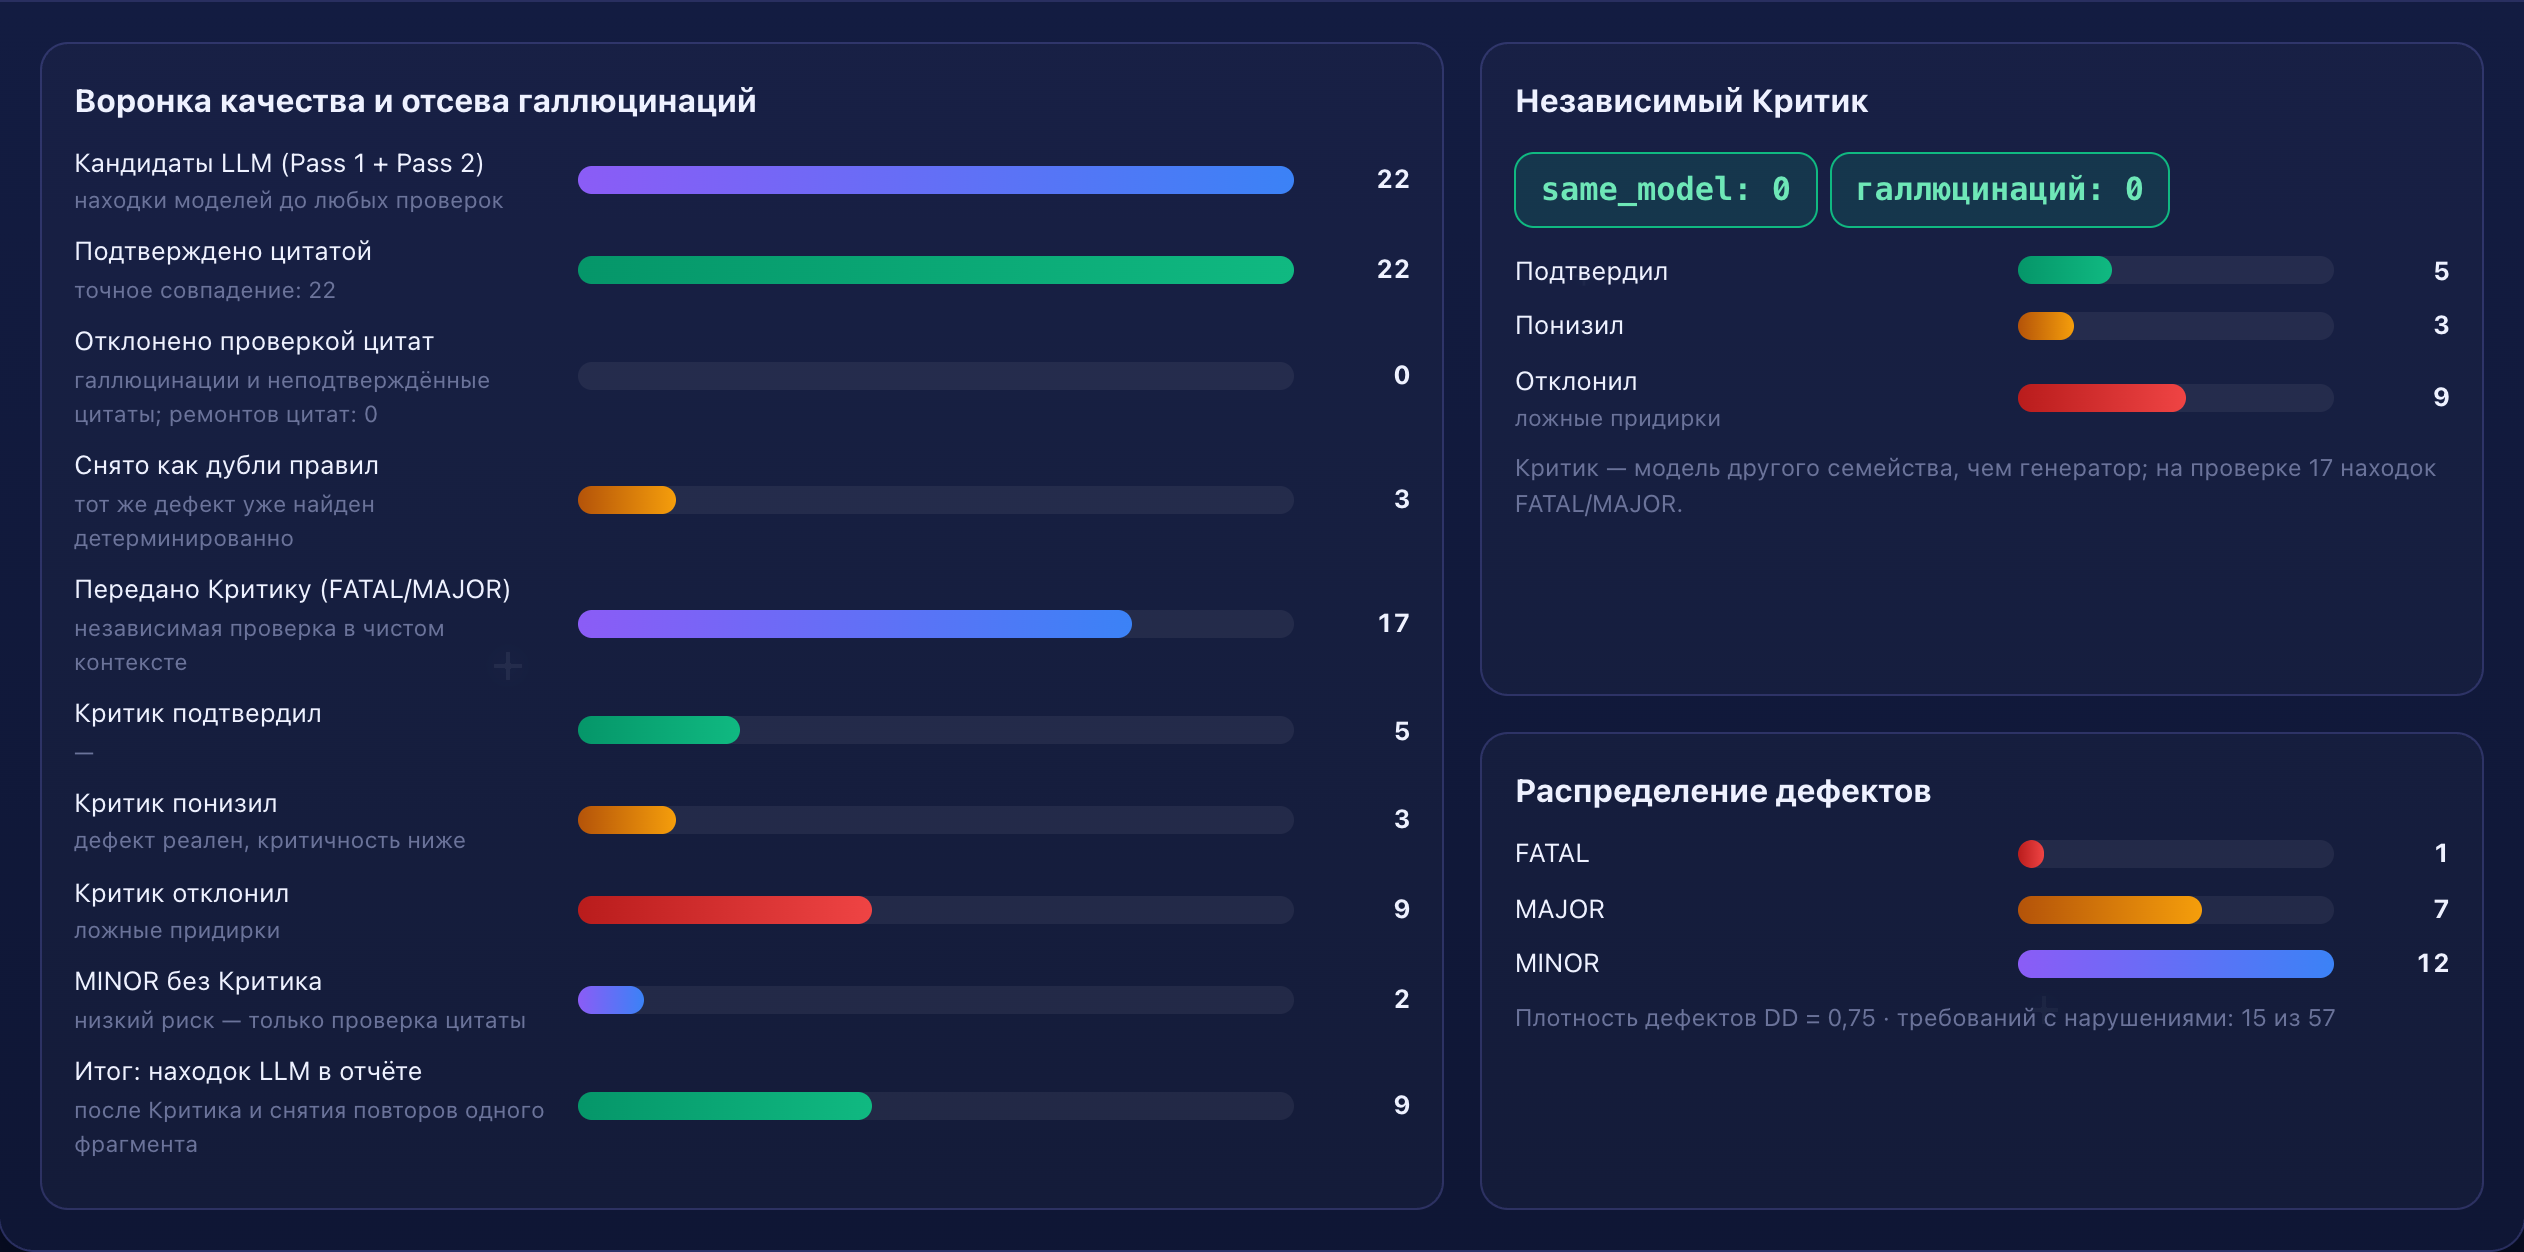 Воронка качества и отсева галлюцинаций
Кандидаты LLM (Pass 1 + Pass 2)
находки моделей до любых проверок
22
Подтверждено цитатой
точное совпадение: 22
22
Отклонено проверкой цитат
галлюцинации и неподтверждённые
цитаты; ремонтов цитат: 0
0
Снято как дубли правил
тот же дефект уже найден
детерминированно
3
Передано Критику (FATAL/MAJOR)
независимая проверка в чистом
контексте
17
Критик подтвердил
—
5
Критик понизил
дефект реален, критичность ниже
3
Критик отклонил
ложные придирки
9
MINOR без Критика
низкий риск — только проверка цитаты
2
Итог: находок LLM в отчёте
после Критика и снятия повторов одного
фрагмента
9
Независимый Критик
same_model: 0 галлюцинаций: 0
Подтвердил 5
Понизил 3
Отклонил
ложные придирки
9
Критик — модель другого семейства, чем генератор; на проверке 17 находок
FATAL/MAJOR.
Распределение дефектов
FATAL 1
MAJOR 7
MINOR 12
Плотность дефектов DD = 0,75 · требований с нарушениями: 15 из 57